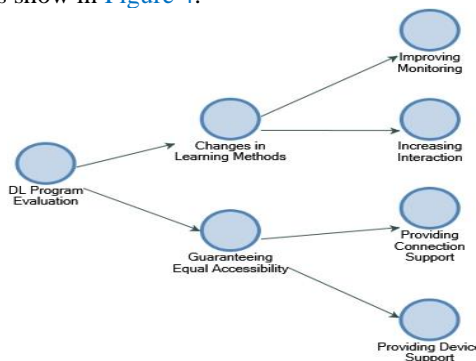 s show in Figure 4.
Improving
Monitoring
Changes in
Learning Methods
Increasing
Interaction
DL Program
Evaluation
Guaranteeing
Equal Accessibility
Providing
Connection
Support
Providing Device
Support